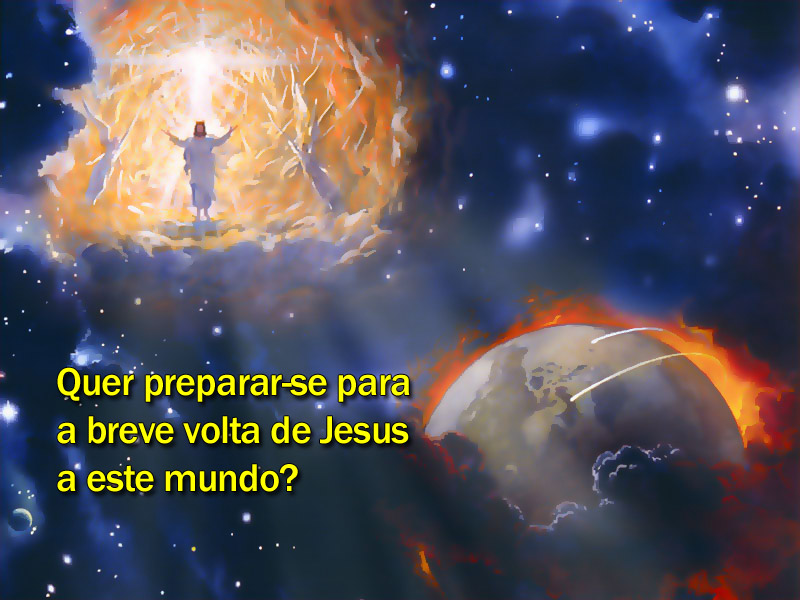 Quer preparar-se para
a breve volta de Jesus
a este mundo?